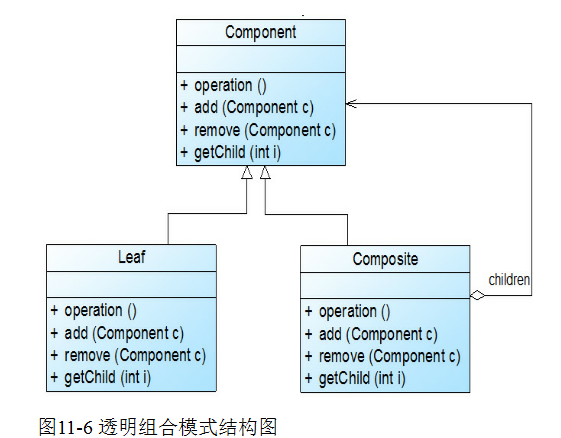 Component
+ operation ()
+ add (Component c)
+ remove (Component c)
+ getChild (int i)
Leaf
+ operation ()
+ add (Component c)
+ remove (Component c)
+ getChild (int i)
Composite
+ operation ()
+ add (Component c)
+ remove (Component c)
+ getChild (int i)
children
图11-6 透明组合模式结构图